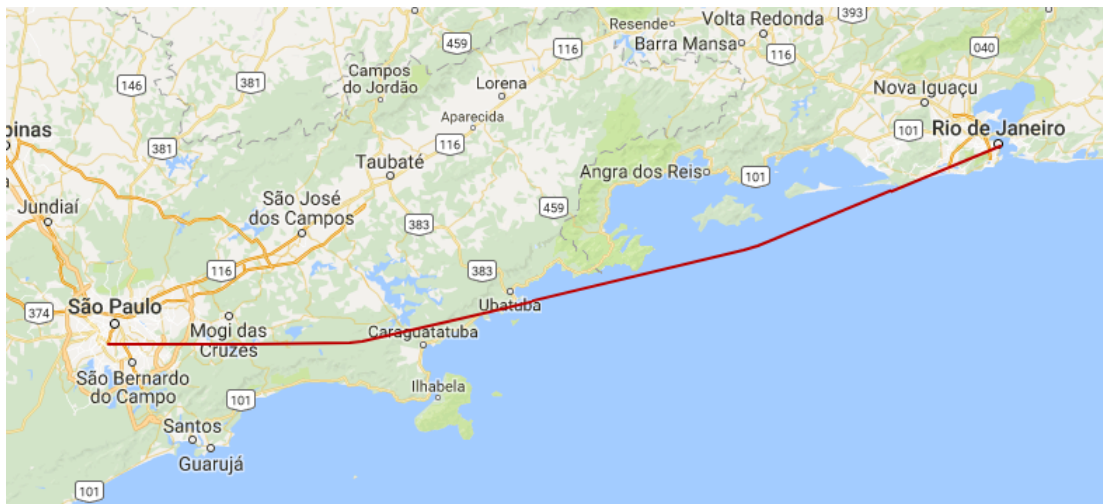 393
Resende
Volta Redonda
459
116
Barra Mansa
116
040
381
146
Campos
do Jordão
Lorena
Nova Iguaçu
Aparecida
101
Rio de Janeiro
pinas
381
116
Taubaté
Angra dos Reis
101
São José
dos Campos
459
Jundiaí
383
116
383
São Paulo
Ubatuba
374
Mogi das
Cruzes
Caraguatatuba
São Bernardo
do Campo
Ilhabela
101
Santos
Guarujá
101